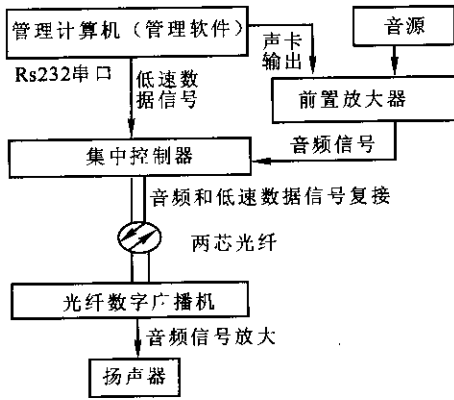 管理计算机（管理软件）
音源
声卡
输出
Rs232串口
低速数
据信号
前置放大器
音频信号
集中控制器
音频和低速数据信号复接
两芯光纤
光纤数字广播机
音频信号放大
扬声器